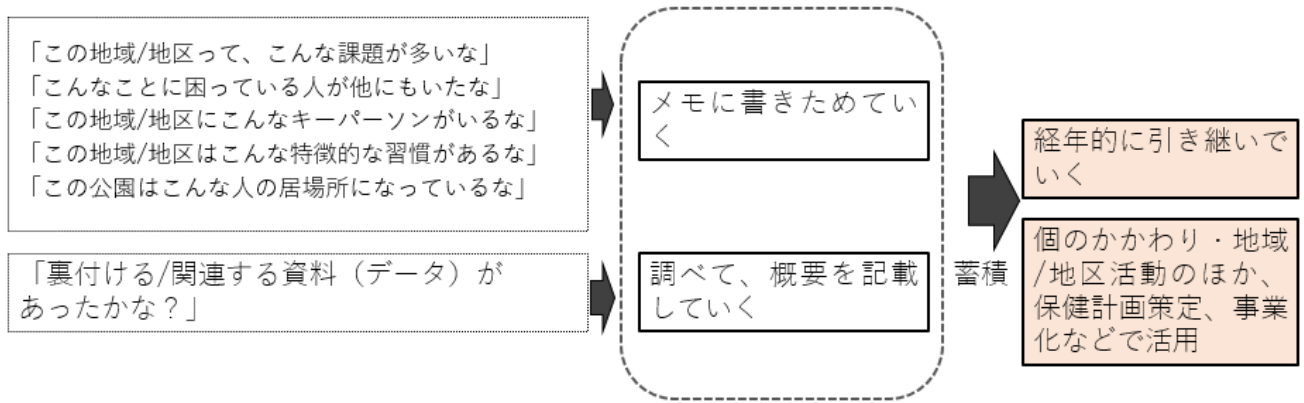 「この地域/地区って、こんな課題が多いな」
「こんなことに困っている人が他にもいたな」
「この地域/地区にこんなキーパーソンがいるな」
「この地域/地区はこんな特徴的な習慣があるな」
「この公園はこんな人の居場所になっているな」
「裏付ける/関連する資料（データ）が
あったかな？」
メモに書きためてい
く
調べて、概要を記載
していく
蓄積
経年的に引き継いで
いく
個のかかわり・地域
/地区活動のほか、
保健計画策定、事業
化などで活用